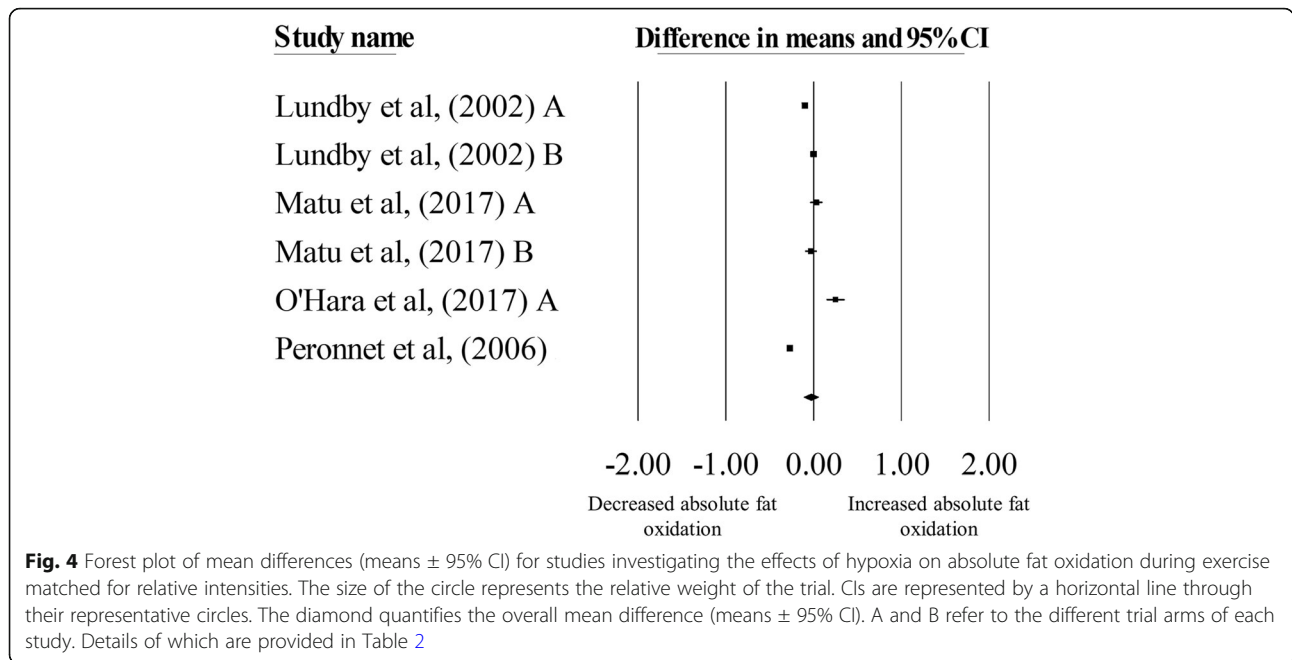 Study name
Difference in means and 95%CI
Lundby et al, (2002) A
Lundby et al, (2002) B
Matu et al, (2017) A
Matu et al, (2017) B
O'Hara et al, (2017) A
Peronnet et al, (2006)
-2.00 -1.00 0.00 1.00 2.00
Decreased absolute fat
oxidation
Increased absolute fat
oxidation
Fig. 4 Forest plot of mean differences (means ± 95% CI) for studies investigating the effects of hypoxia on absolute fat oxidation during exercise
matched for relative intensities. The size of the circle represents the relative weight of the trial. CIs are represented by a horizontal line through
their representative circles. The diamond quantifies the overall mean difference (means ± 95% CI). A and B refer to the different trial arms of each
study. Details of which are provided in Table 2